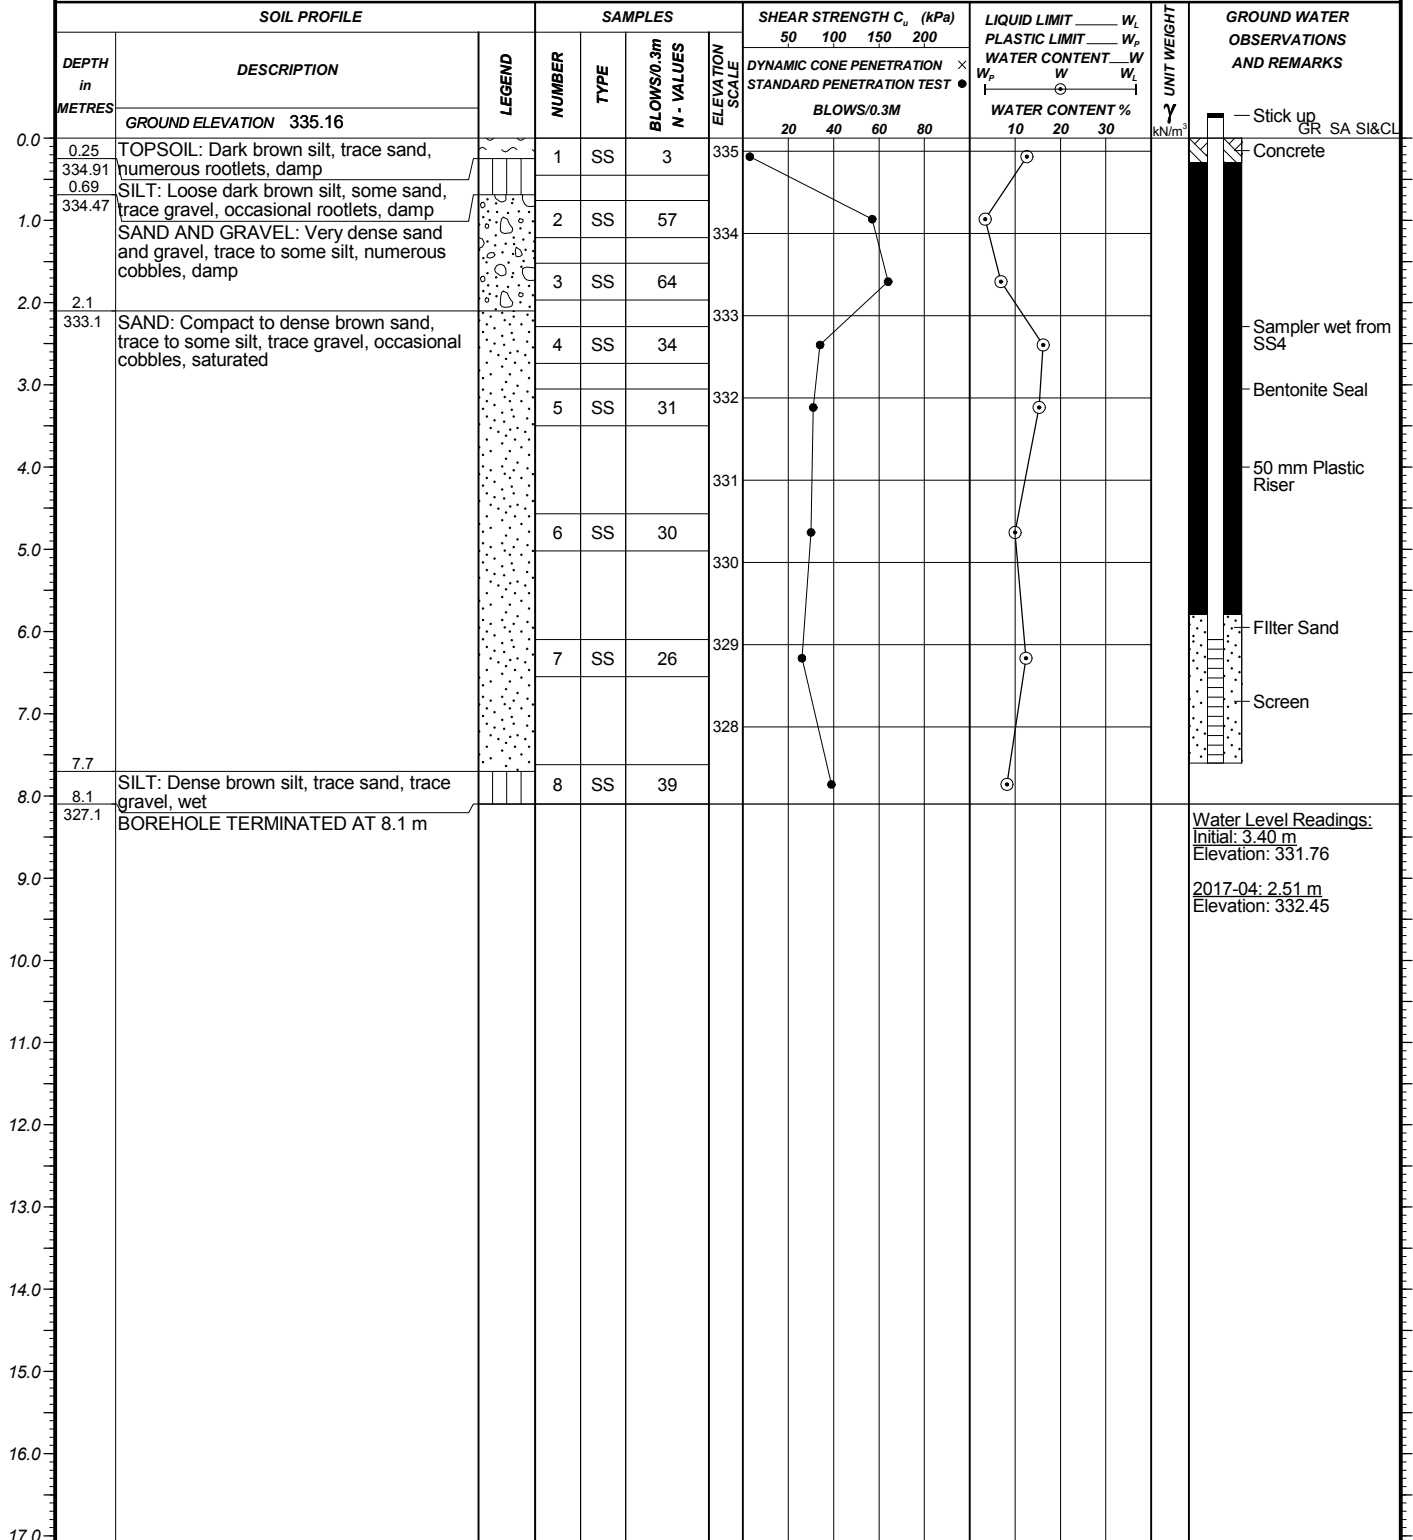 SOIL PROFILE
SAMPLES
SHEAR STRENGTH Cu (kPa)
50 100 150 200
DYNAMIC CONE PENETRATION ×
STANDARD PENETRATION TEST ●
BLOWS/0.3M
20 40 60 80
LIQUID LIMIT _____ WL
PLASTIC LIMIT ____ WP
WATER CONTENT__W
WP W WL
WATER CONTENT %
10 20 30
UNIT WEIGHT
γ
kN/m³
GROUND WATER
OBSERVATIONS
AND REMARKS
DEPTH
in
METRES
DESCRIPTION
GROUND ELEVATION 335.16
LEGEND
NUMBER
TYPE
BLOWS/0.3m
N - VALUES
ELEVATION
SCALE
Stick up
GR SA SI&CL
Concrete
0.0
0.25
334.91
TOPSOIL: Dark brown silt, trace sand,
numerous rootlets, damp
0.69
334.47
SILT: Loose dark brown silt, some sand,
trace gravel, occasional rootlets, damp
SAND AND GRAVEL: Very dense sand
and gravel, trace to some silt, numerous
cobbles, damp
2.1
333.1
SAND: Compact to dense brown sand,
trace to some silt, trace gravel, occasional
cobbles, saturated
7.7
SILT: Dense brown silt, trace sand, trace
gravel, wet
8.1
327.1
BOREHOLE TERMINATED AT 8.1 m
1 SS 3
2 SS 57
3 SS 64
4 SS 34
5 SS 31
6 SS 30
7 SS 26
8 SS 39
335
334
333
332
331
330
329
328
Sampler wet from
SS4
Bentonite Seal
50 mm Plastic
Riser
FIlter Sand
Screen
Water Level Readings:
Initial: 3.40 m
Elevation: 331.76
2017-04: 2.51 m
Elevation: 332.45
1.0
2.0
3.0
4.0
5.0
6.0
7.0
8.0
9.0
10.0
11.0
12.0
13.0
14.0
15.0
16.0
17.0